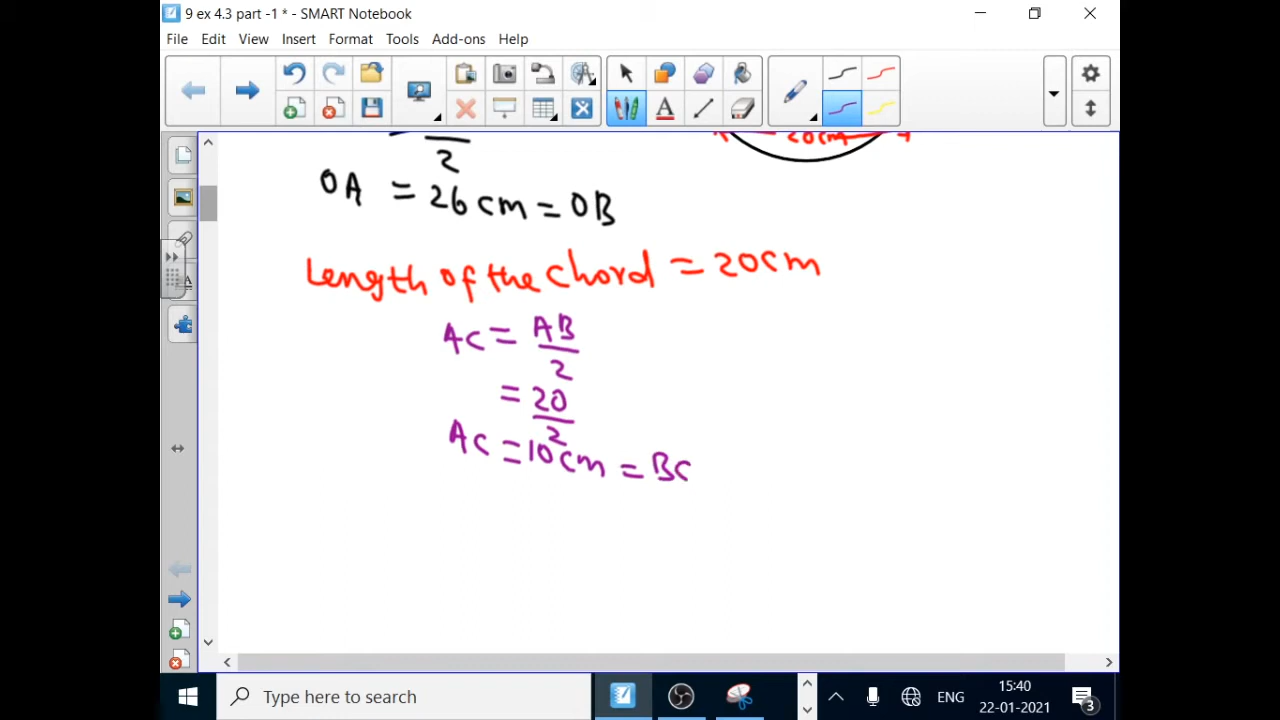 9 ex 4.3 part -1 * - SMART Notebook
File Edit View Insert Format Tools Add-ons Help
20cm
2
OA = 26 cm = OB
Length of the chord = 20cm
AC = AB
2
= 20
2
AC = 10cm = BC
Type here to search
ENG
15:40
22-01-2021
3